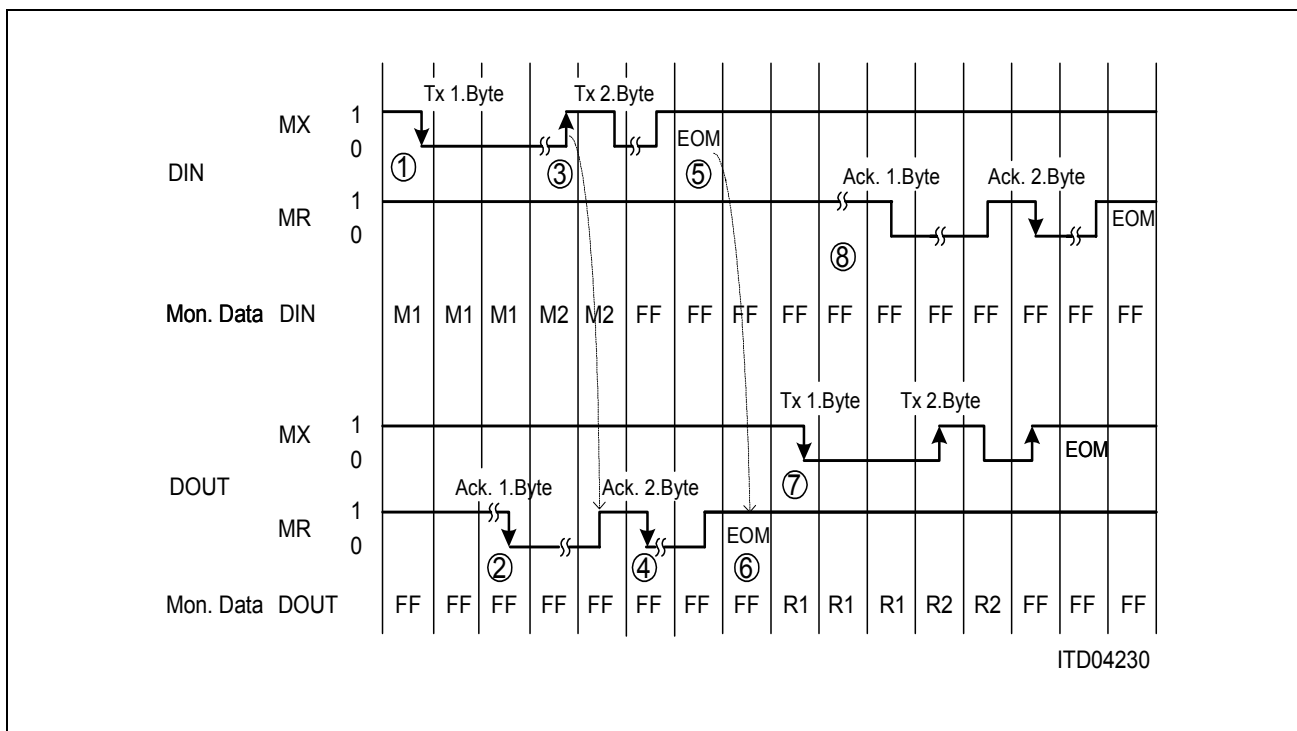 Tx 1.Byte Tx 2.Byte
MX 1
0 EOM
① ③ ⑤
DIN Ack. 1.Byte Ack. 2.Byte
MR 1 EOM
0
⑧
Mon. Data DIN M1 M1 M1 M2 M2 FF FF FF FF FF FF FF FF FF FF FF
Tx 1.Byte Tx 2.Byte
MX 1
0 EOM
⑦
DOUT Ack. 1.Byte Ack. 2.Byte
MR 1
0 EOM
② ④ ⑥
Mon. Data DOUT FF FF FF FF FF FF FF FF R1 R1 R1 R2 R2 FF FF FF
ITD04230